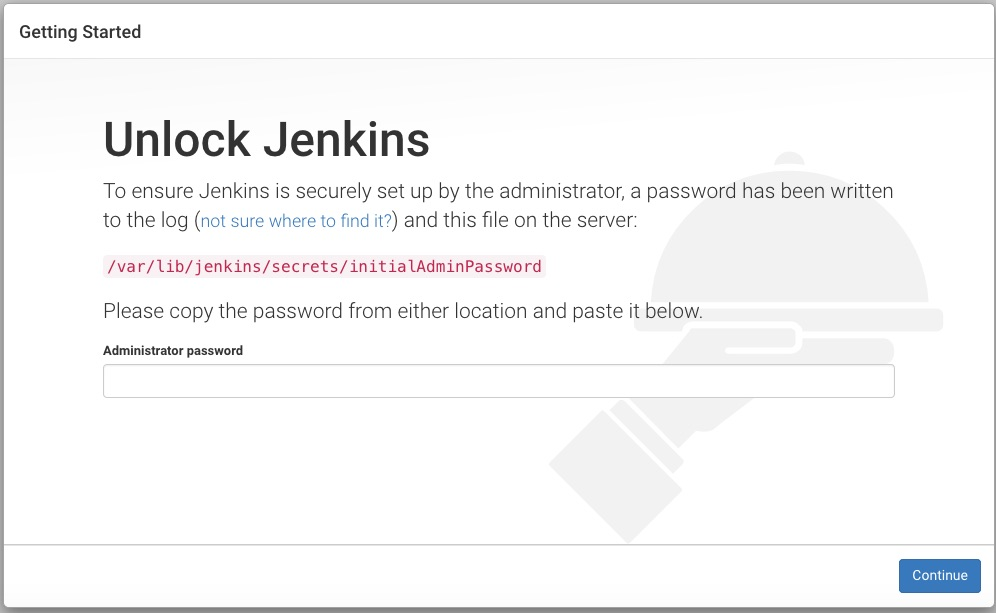 Getting Started
Unlock Jenkins
To ensure Jenkins is securely set up by the administrator, a password has been written
to the log (not sure where to find it?) and this file on the server:
/var/lib/jenkins/secrets/initialAdminPassword
Please copy the password from either location and paste it below.
Administrator password
Continue